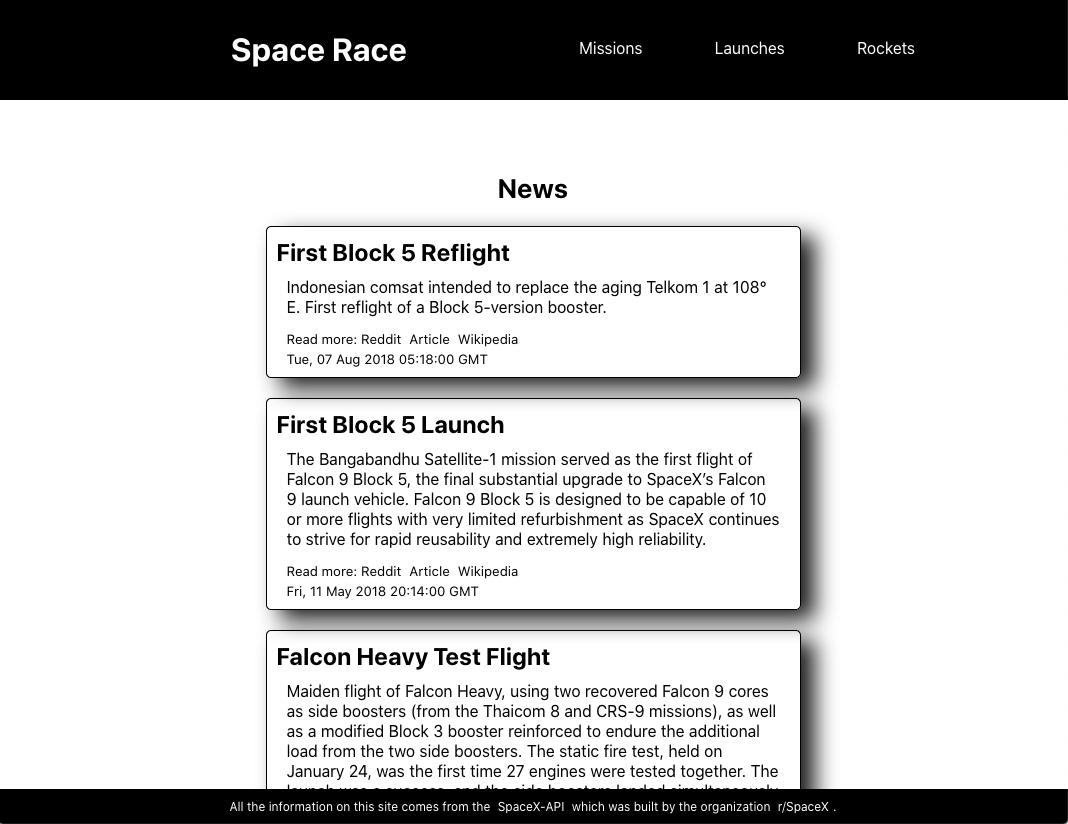 Space Race
Missions
Launches
Rockets
News
First Block 5 Reflight
Indonesian comsat intended to replace the aging Telkom 1 at 108°
E. First reflight of a Block 5-version booster.
Read more: Reddit Article Wikipedia
Tue, 07 Aug 2018 05:18:00 GMT
First Block 5 Launch
The Bangabandhu Satellite-1 mission served as the first flight of
Falcon 9 Block 5, the final substantial upgrade to SpaceX’s Falcon
9 launch vehicle. Falcon 9 Block 5 is designed to be capable of 10
or more flights with very limited refurbishment as SpaceX continues
to strive for rapid reusability and extremely high reliability.
Read more: Reddit Article Wikipedia
Fri, 11 May 2018 20:14:00 GMT
Falcon Heavy Test Flight
Maiden flight of Falcon Heavy, using two recovered Falcon 9 cores
as side boosters (from the Thaicom 8 and CRS-9 missions), as well
as a modified Block 3 booster reinforced to endure the additional
load from the two side boosters. The static fire test, held on
January 24, was the first time 27 engines were tested together. The
launch was a success, and the side boosters landed simultaneously
All the information on this site comes from the SpaceX-API which was built by the organization r/SpaceX .